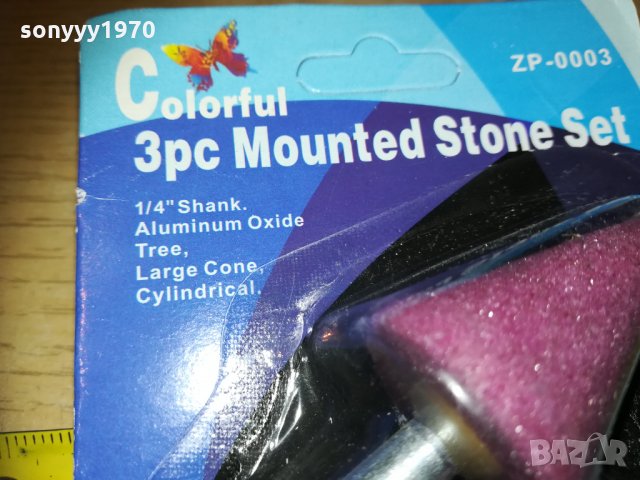 sonyyy1970
ZP-0003
Colorful
3pc Mounted Stone Set
1/4" Shank.
Aluminum Oxide
Tree,
Large Cone,
Cylindrical.
BAZAR